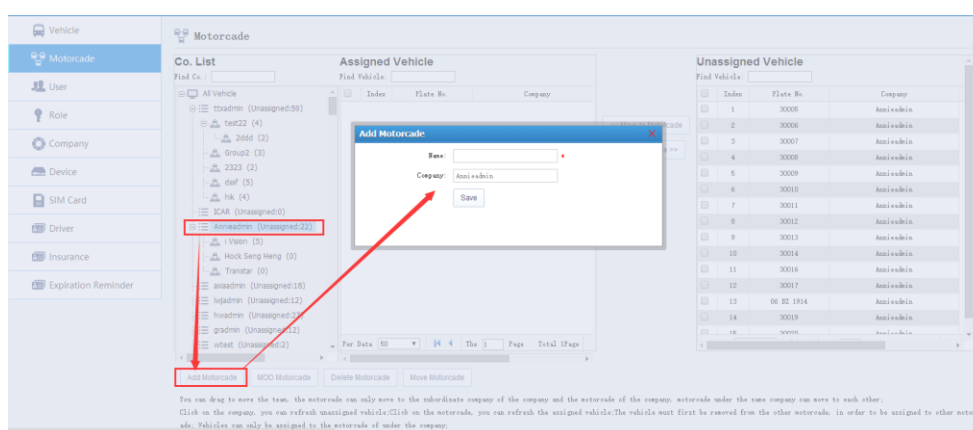 Vehicle
Motorcade
User
Role
Company
Device
SIM Card
Driver
Insurance
Expiration Reminder
Motorcade
Co. List
Find Co.:
All Vehicle
ttxadmin (Unassigned:59)
test22 (4)
2ddd (2)
Group2 (3)
2323 (2)
dssf (5)
hik (4)
ICAR (Unassigned:0)
Annieadmin (Unassigned:22)
i Vision (5)
Hock Seng Heng (0)
Transtar (0)
axaadmin (Unassigned:18)
(Unassigned:12)
hwadmin (Unassigned:27)
gradmin (Unassigned:12)
wtest (Unassigned:2)
Assigned Vehicle
Find Vehicle:
Index Plate No. Company
Add Motorcade
Name: *
Company: Annieadmin
Save
Per Data 50 The 1 Page Total 1Page
Unassigned Vehicle
Find Vehicle:
Index Plate No. Company
1 30005 Annieadmin
2 30006 Annieadmin
3 30007 Annieadmin
4 30008 Annieadmin
5 30009 Annieadmin
6 30010 Annieadmin
7 30011 Annieadmin
8 30012 Annieadmin
9 30013 Annieadmin
10 30014 Annieadmin
11 30016 Annieadmin
12 30017 Annieadmin
13 06 BZ 1914 Annieadmin
14 30019 Annieadmin
15 30020 Annieadmin
Add Motorcade MOD Motorcade Delete Motorcade Move Motorcade
You can drag to move the team, the motorcade can only move to the subordinate company of the company and the motorcade of the company, motorcade under the same company can move to each other;
Click on the company, you can refresh unassigned vehicle;Click on the motorcade, you can refresh the assigned vehicle;The vehicle must first be removed from the other motorcade, in order to be assigned to other motorc
ade; Vehicles can only be assigned to the motorcade of under the company;